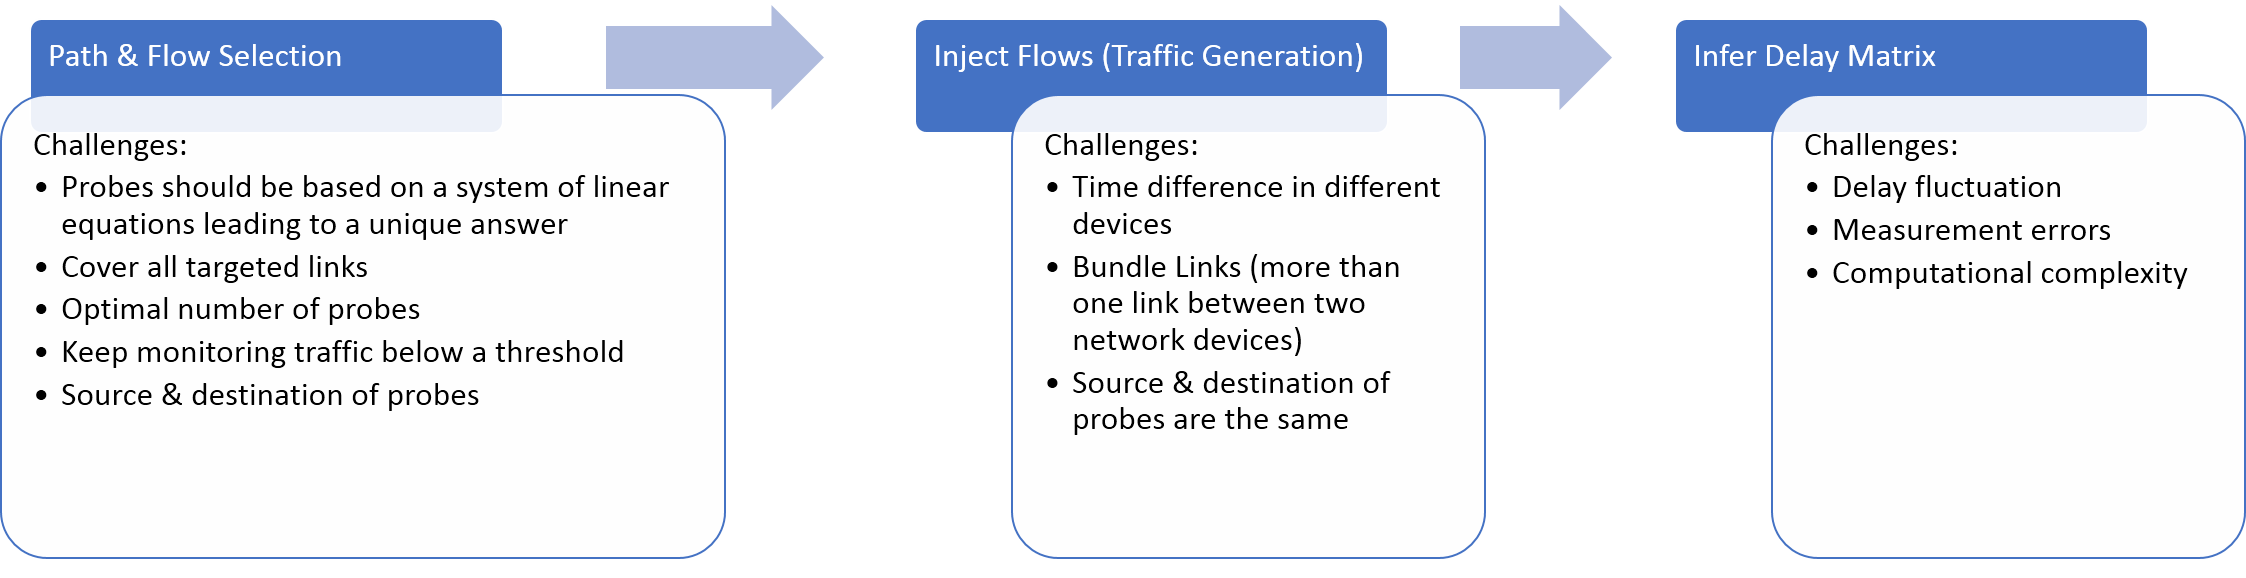 Path & Flow Selection
Challenges:
• Probes should be based on a system of linear
equations leading to a unique answer
• Cover all targeted links
• Optimal number of probes
• Keep monitoring traffic below a threshold
• Source & destination of probes
Inject Flows (Traffic Generation)
Challenges:
• Time difference in different
devices
• Bundle Links (more than
one link between two
network devices)
• Source & destination of
probes are the same
Infer Delay Matrix
Challenges:
• Delay fluctuation
• Measurement errors
• Computational complexity